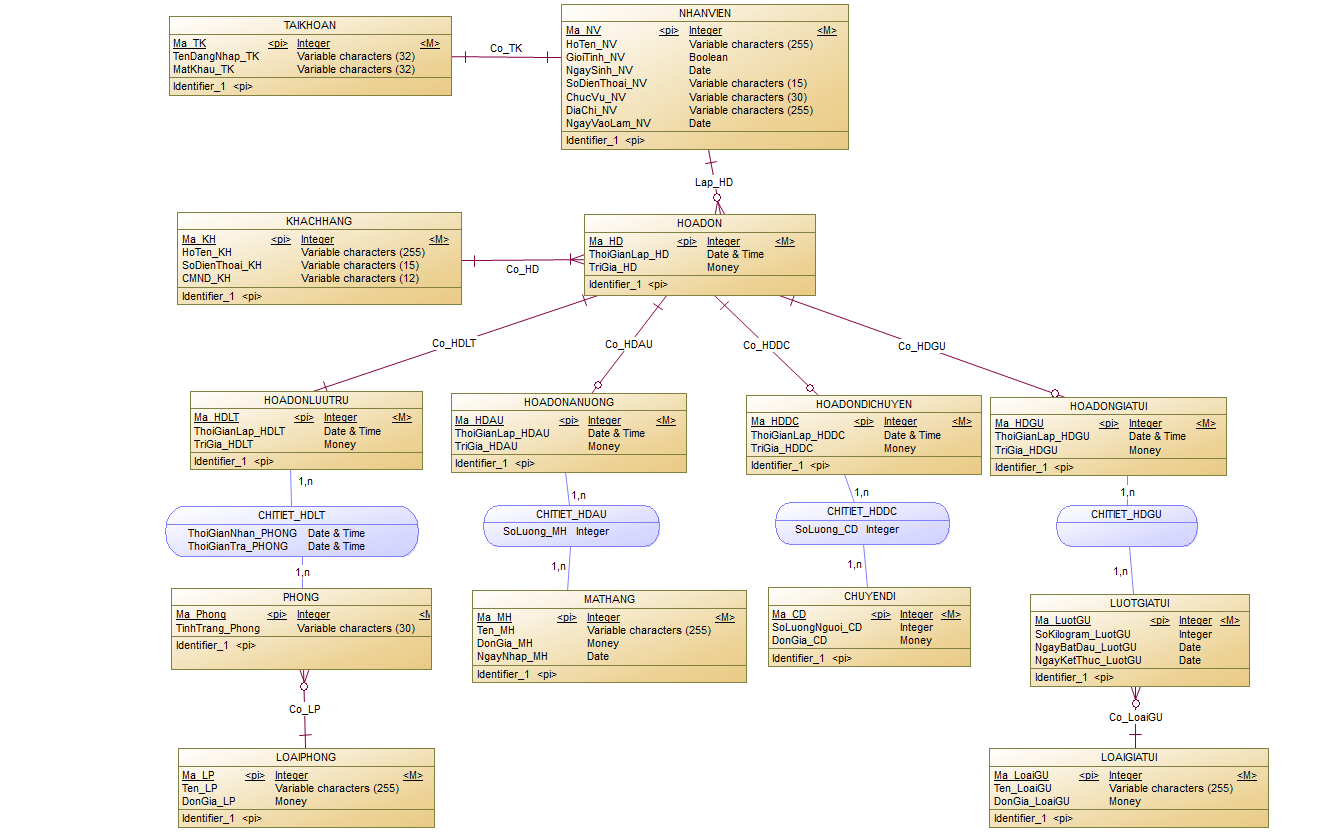 TAIKHOAN
Ma_TK <pi> Integer <M>
TenDangNhap_TK Variable characters (32)
MatKhau_TK Variable characters (32)
Identifier_1 <pi>
Co_TK
NHANVIEN
Ma_NV <pi> Integer <M>
HoTen_NV Variable characters (255)
GioiTinh_NV Boolean
NgaySinh_NV Date
SoDienThoai_NV Variable characters (15)
ChucVu_NV Variable characters (30)
DiaChi_NV Variable characters (255)
NgayVaoLam_NV Date
Identifier_1 <pi>
Lap_HD
KHACHHANG
Ma_KH <pi> Integer <M>
HoTen_KH Variable characters (255)
SoDienThoai_KH Variable characters (15)
CMND_KH Variable characters (12)
Identifier_1 <pi>
Co_HD
HOADON
Ma_HD <pi> Integer <M>
ThoiGianLap_HD Date & Time
TriGia_HD Money
Identifier_1 <pi>
Co_HDLT
Co_HDAU
Co_HDDC
Co_HDGU
HOADONLUUTRU
Ma_HDLT <pi> Integer <M>
ThoiGianLap_HDLT Date & Time
TriGia_HDLT Money
Identifier_1 <pi>
HOADONANUONG
Ma_HDAU <pi> Integer <M>
ThoiGianLap_HDAU Date & Time
TriGia_HDAU Money
Identifier_1 <pi>
HOADONDICHUYEN
Ma_HDDC <pi> Integer <M>
ThoiGianLap_HDDC Date & Time
TriGia_HDDC Money
Identifier_1 <pi>
HOADONGIATUI
Ma_HDGU <pi> Integer <M>
ThoiGianLap_HDGU Date & Time
TriGia_HDGU Money
Identifier_1 <pi>
1,n
1,n
1,n
1,n
CHITIET_HDLT
ThoiGianNhan_PHONG Date & Time
ThoiGianTra_PHONG Date & Time
CHITIET_HDAU
SoLuong_MH Integer
CHITIET_HDDC
SoLuong_CD Integer
CHITIET_HDGU
1,n
1,n
1,n
1,n
PHONG
Ma_Phong <pi> Integer <M
TinhTrang_Phong Variable characters (30)
Identifier_1 <pi>
MATHANG
Ma_MH <pi> Integer <M>
Ten_MH Variable characters (255)
DonGia_MH Money
NgayNhap_MH Date
Identifier_1 <pi>
CHUYENDI
Ma_CD <pi> Integer <M>
SoLuongNguoi_CD Integer
DonGia_CD Money
Identifier_1 <pi>
LUOTGIATUI
Ma_LuotGU <pi> Integer <M>
SoKilogram_LuotGU Integer
NgayBatDau_LuotGU Date
NgayKetThuc_LuotGU Date
Identifier_1 <pi>
Co_LP
Co_LoaiGU
LOAIPHONG
Ma_LP <pi> Integer <M>
Ten_LP Variable characters (255)
DonGia_LP Money
Identifier_1 <pi>
LOAIGIATUI
Ma_LoaiGU <pi> Integer <M>
Ten_LoaiGU Variable characters (255)
DonGia_LoaiGU Money
Identifier_1 <pi>